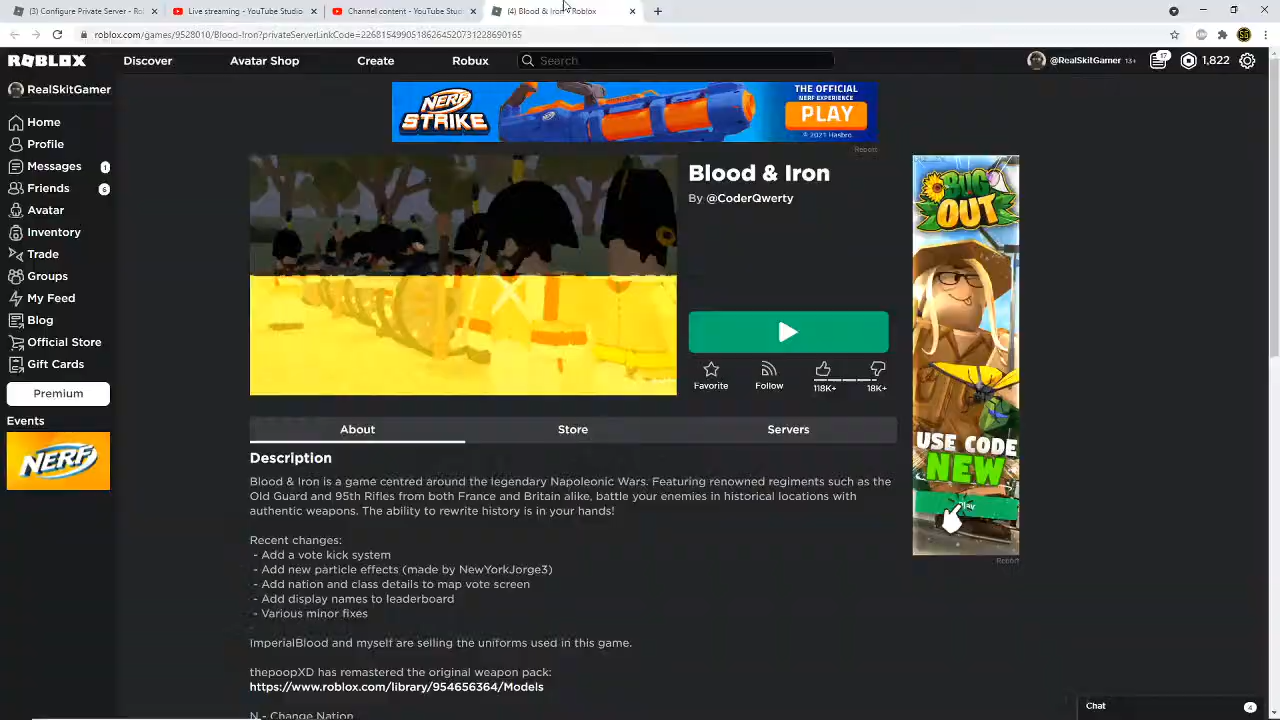 (3) Configure Private Server - Ro
Live streaming - YouTube Studio
Channel content - YouTube Studi
(4) Blood & Iron - Roblox
roblox.com/games/9528010/Blood-Iron?privateServerLinkCode=22681549905186264520731228690165
ROBLOX
Discover
Avatar Shop
Create
Robux
Search
@RealSkitGamer 13+
1,822
RealSkitGamer
Home
Profile
Messages 1
Friends 6
Avatar
Inventory
Trade
Groups
My Feed
Blog
Official Store
Gift Cards
Premium
Events
NERF
NERF
STRIKE
THE OFFICIAL
NERF EXPERIENCE
PLAY
© 2021 Hasbro
Report
Blood & Iron
By @CoderQwerty
Favorite
Follow
118K+
18K+
About
Store
Servers
Description
Blood & Iron is a game centred around the legendary Napoleonic Wars. Featuring renowned regiments such as the
Old Guard and 95th Rifles from both France and Britain alike, battle your enemies in historical locations with
authentic weapons. The ability to rewrite history is in your hands!
Recent changes:
- Add a vote kick system
- Add new particle effects (made by NewYorkJorge3)
- Add nation and class details to map vote screen
- Add display names to leaderboard
- Various minor fixes
ImperialBlood and myself are selling the uniforms used in this game.
thepoopXD has remastered the original weapon pack:
https://www.roblox.com/library/954656364/Models
N - Change Nation
BUG
OUT
USE CODE
NEW
Play
Report
Chat
4